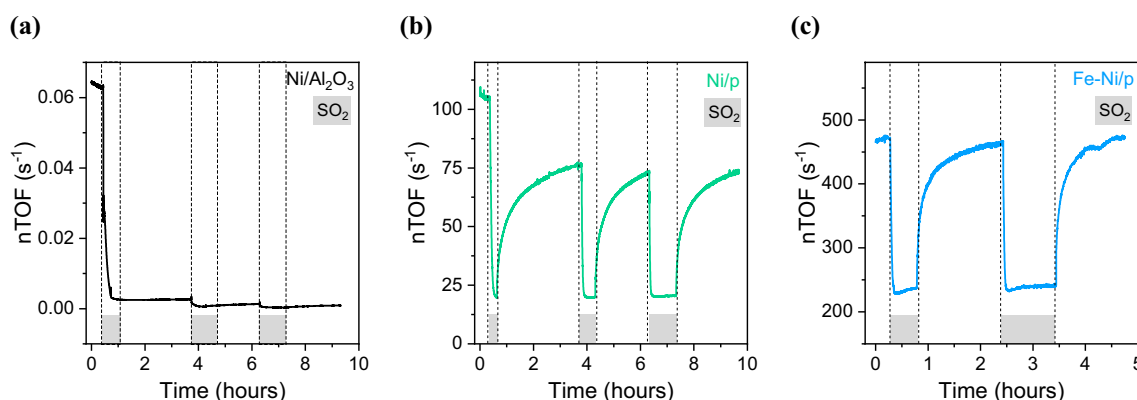 (a)
Ni/Al₂O₃
SO₂
0.06
0.04
0.02
0.00
nTOF (s⁻¹)
0 2 4 6 8 10
Time (hours)
(b)
Ni/p
SO₂
100
75
50
25
0
nTOF (s⁻¹)
0 2 4 6 8 10
Time (hours)
(c)
Fe-Ni/p
SO₂
500
400
300
200
nTOF (s⁻¹)
0 1 2 3 4 5
Time (hours)